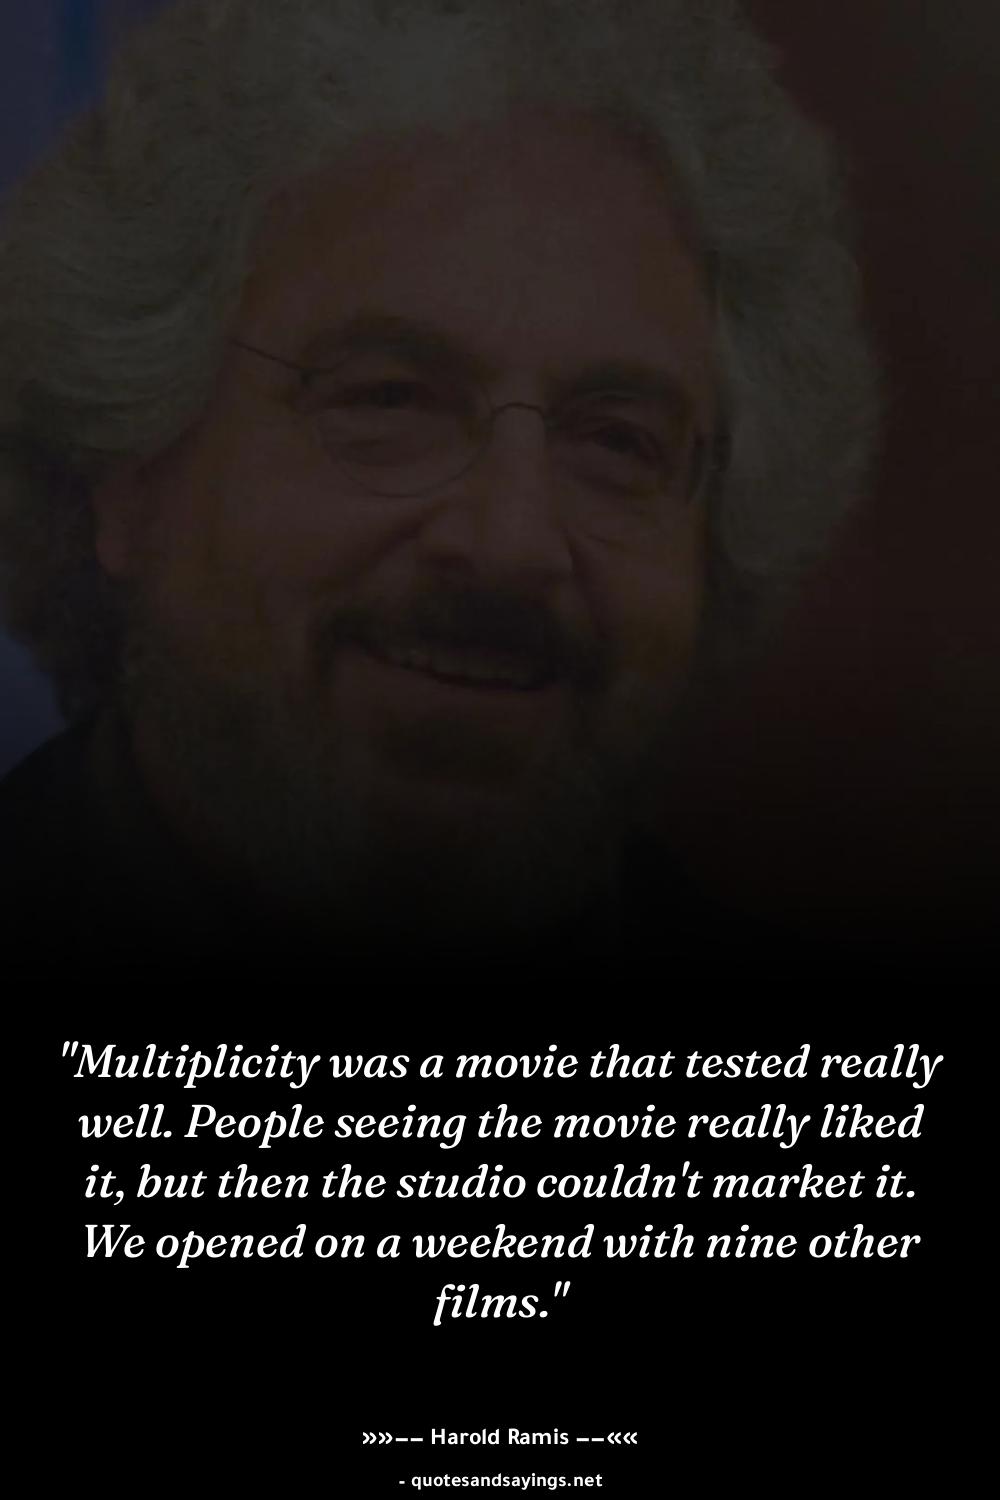 "Multiplicity was a movie that tested really
well. People seeing the movie really liked
it, but then the studio couldn't market it.
We opened on a weekend with nine other
films."
»»−− Harold Ramis −−««
- quotesandsayings.net